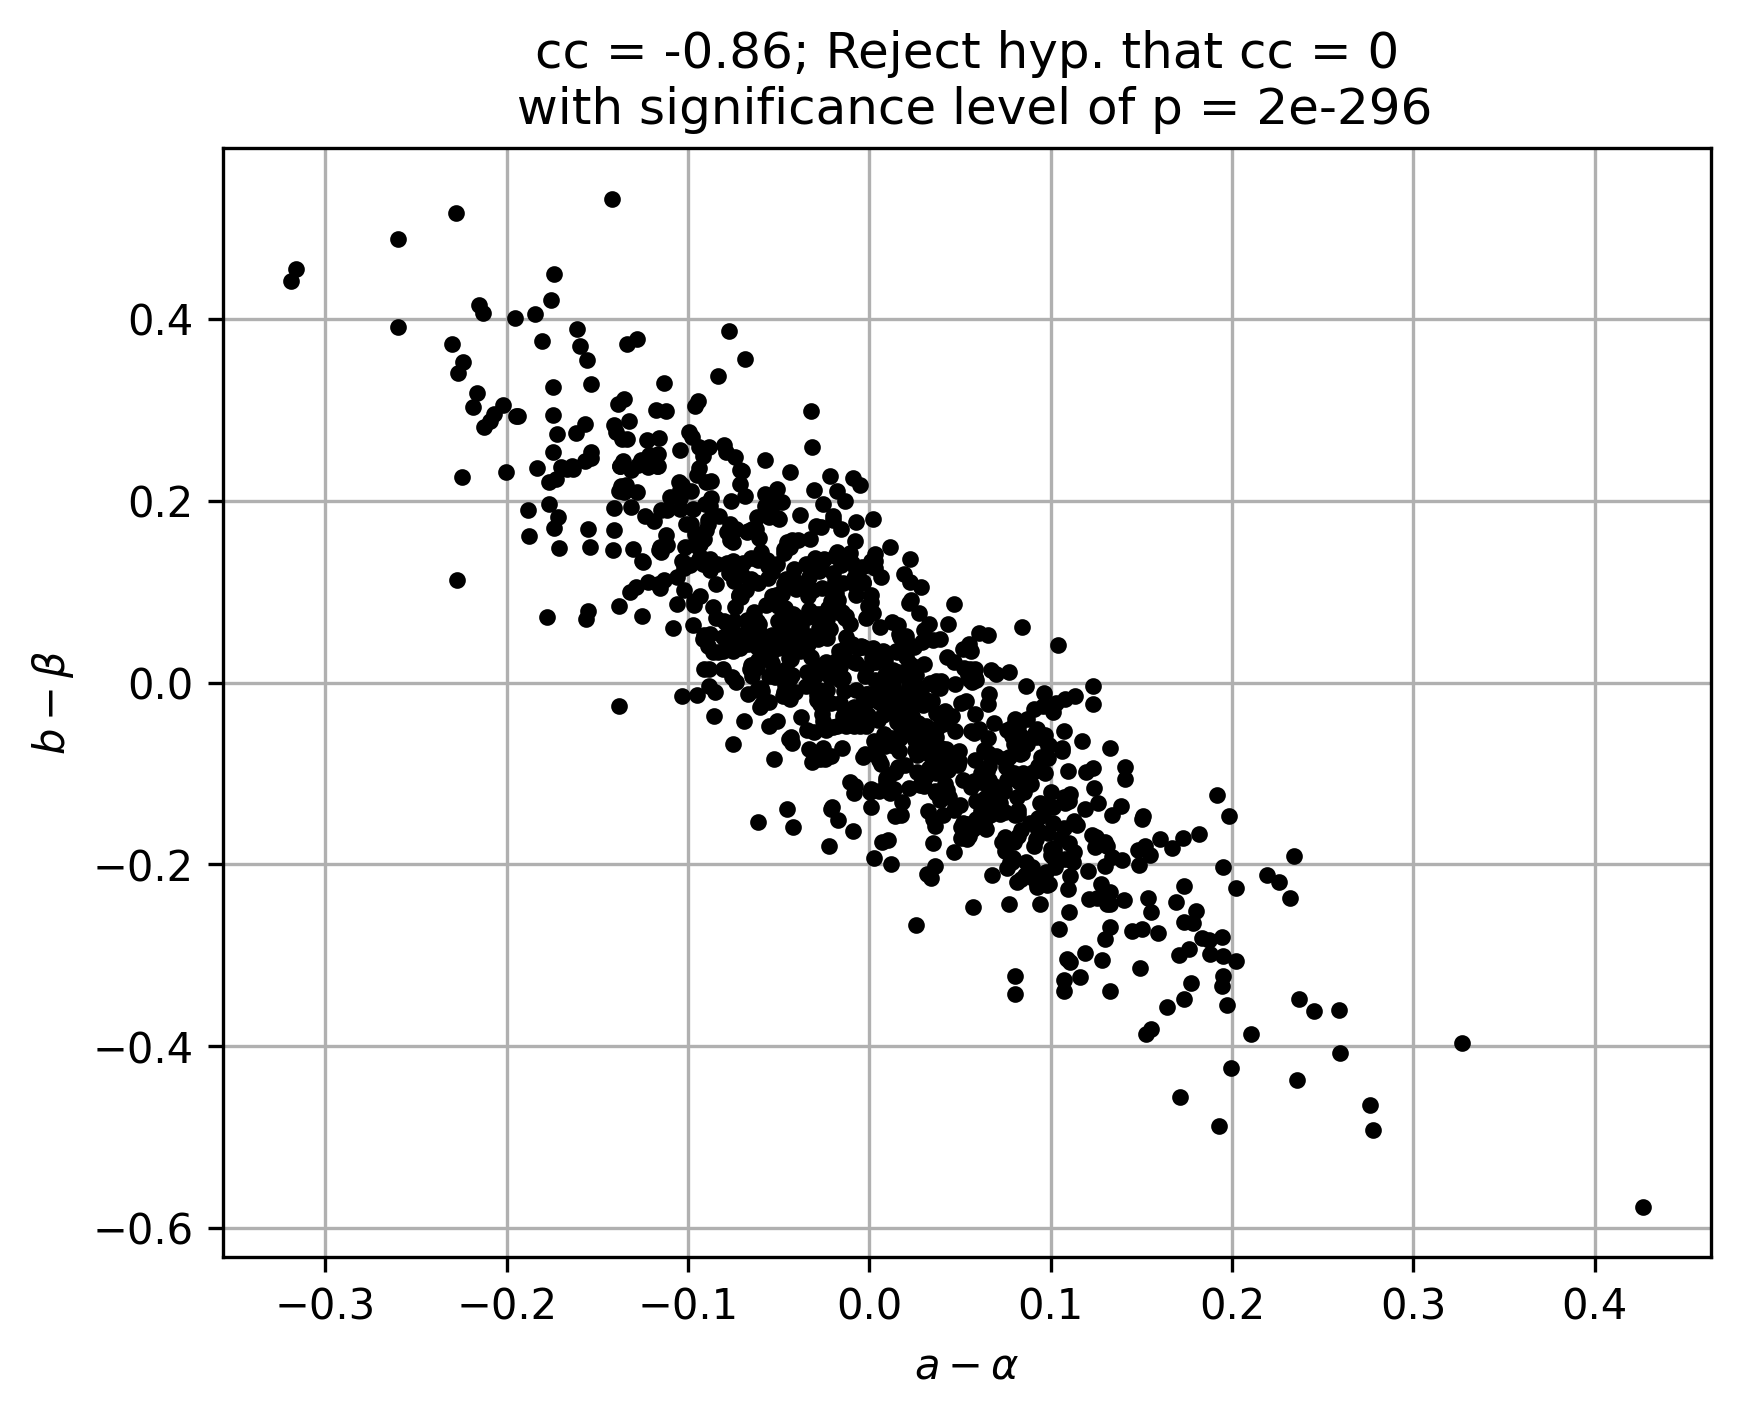 cc = -0.86; Reject hyp. that cc = 0
with significance level of p = 2e-296
b − β
0.4
0.2
0.0
−0.2
−0.4
−0.6
−0.3 −0.2 −0.1 0.0 0.1 0.2 0.3 0.4
a − α